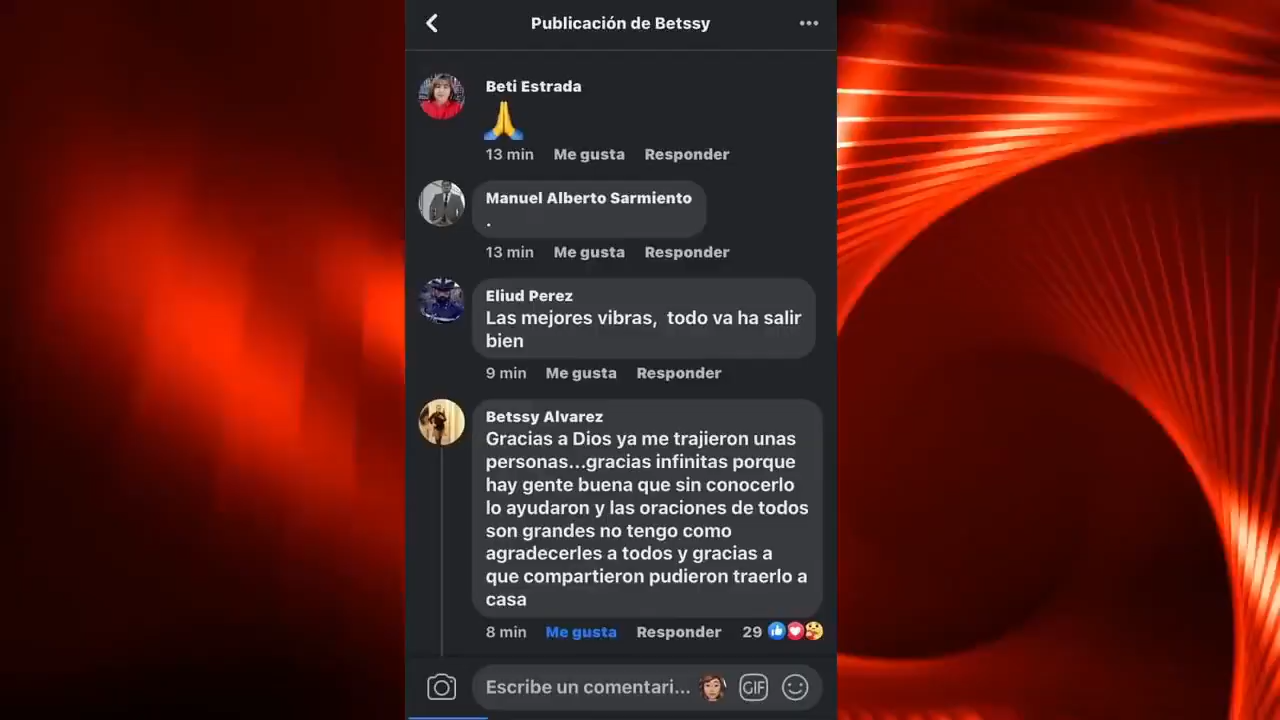 Publicación de Betssy
Beti Estrada
🙏
13 min Me gusta Responder
Manuel Alberto Sarmiento
.
13 min Me gusta Responder
Eliud Perez
Las mejores vibras, todo va ha salir
bien
9 min Me gusta Responder
Betssy Alvarez
Gracias a Dios ya me trajieron unas
personas...gracias infinitas porque
hay gente buena que sin conocerlo
lo ayudaron y las oraciones de todos
son grandes no tengo como
agradecerles a todos y gracias a
que compartieron pudieron traerlo a
casa
8 min Me gusta Responder 29
Escribe un comentari... GIF